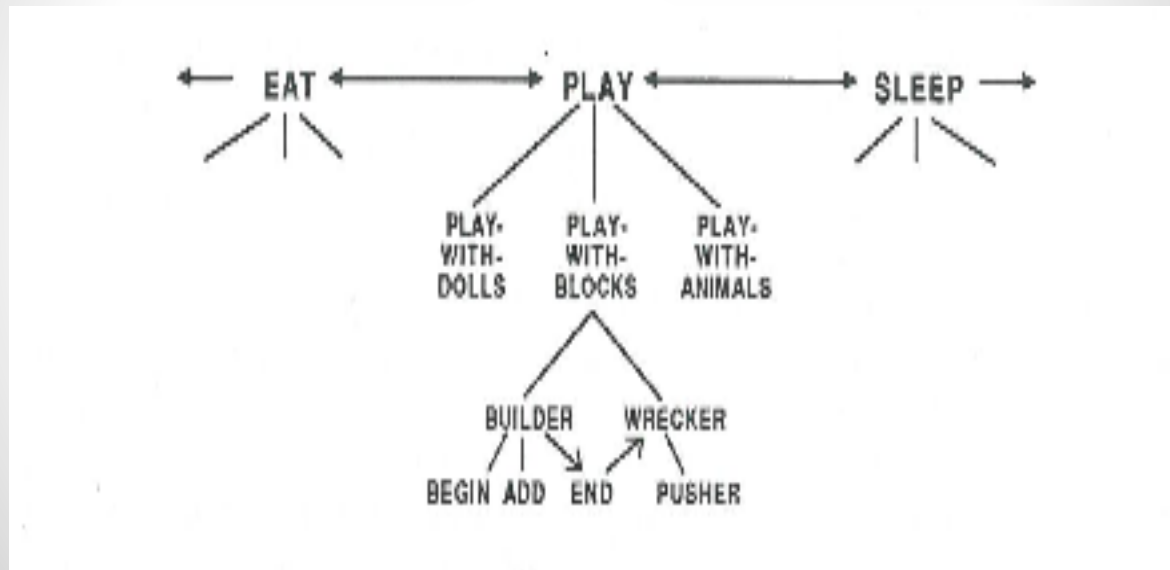 EAT PLAY SLEEP
PLAY- PLAY- PLAY-
WITH- WITH- WITH-
DOLLS BLOCKS ANIMALS
BUILDER WRECKER
BEGIN ADD END PUSHER